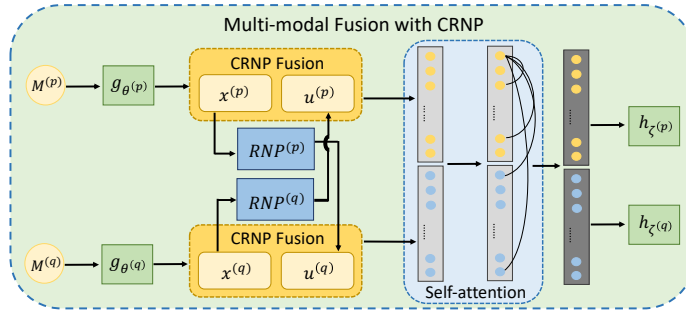 Multi-modal Fusion with CRNP
M^(p)
g_θ^(p)
CRNP Fusion
x^(p)
u^(p)
RNP^(p)
RNP^(q)
M^(q)
g_θ^(q)
CRNP Fusion
x^(q)
u^(q)
Self-attention
h_ζ^(p)
h_ζ^(q)